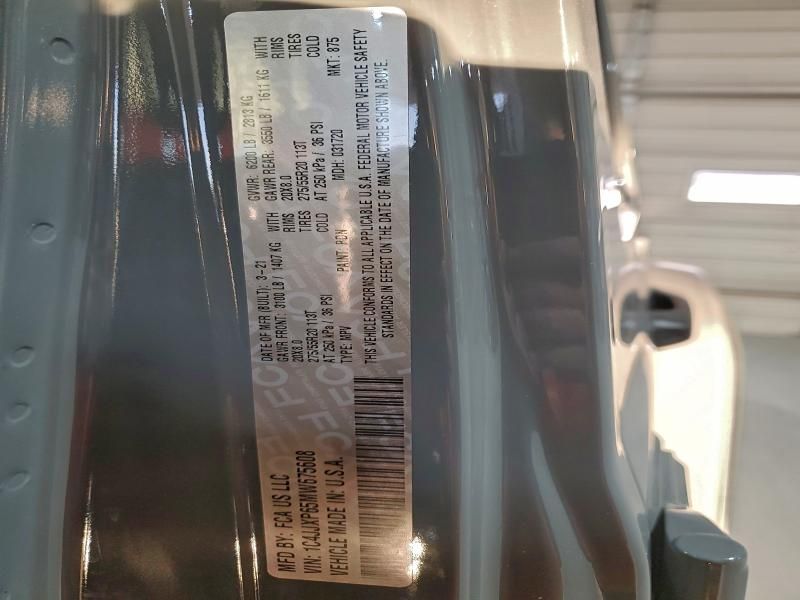 MFD BY: FCA US LLC
DATE OF MFR (BUILT): 3-21
GVWR: 6200 LB / 2813 KG
GAWR FRONT: 3100 LB / 1407 KG WITH
GAWR REAR: 3550 LB / 1611 KG WITH
20X8.0 RIMS
20X8.0 RIMS
275/55R20 113T TIRES
275/55R20 113T TIRES
AT 250 kPa / 36 PSI COLD
AT 250 kPa / 36 PSI COLD
VIN: 1C4JJXP65MW675608
TYPE: MPV PAINT: PDN MDH: 031720 MKT: 875
VEHICLE MADE IN: U.S.A.
THIS VEHICLE CONFORMS TO ALL APPLICABLE U.S.A. FEDERAL MOTOR VEHICLE SAFETY
STANDARDS IN EFFECT ON THE DATE OF MANUFACTURE SHOWN ABOVE.